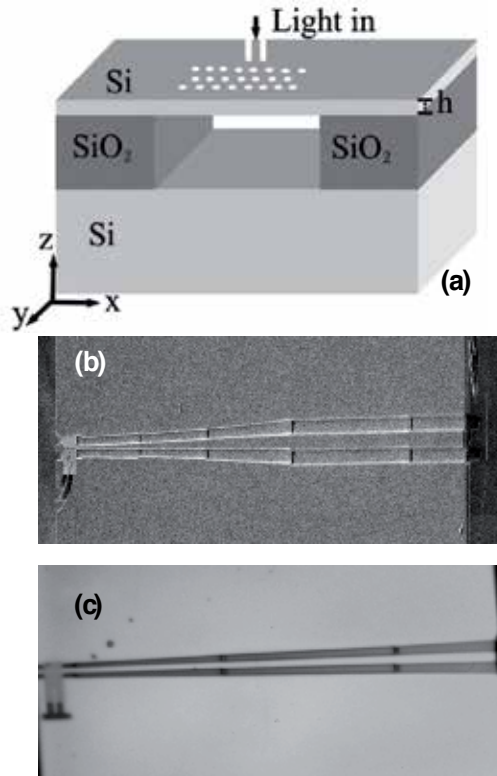 Light in
Si
h
SiO₂ SiO₂
Si
z
y x
(a)
(b)
(c)